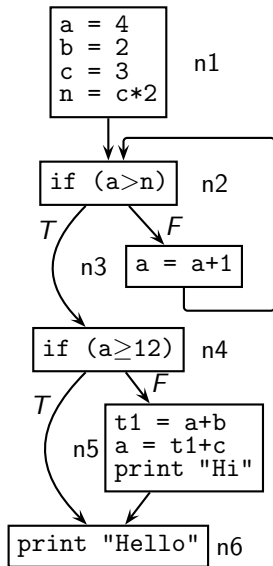 a = 4
b = 2
c = 3
n = c*2
n1
if (a>n)
n2
T
F
n3
a = a+1
if (a≥12)
n4
T
F
n5
t1 = a+b
a = t1+c
print "Hi"
print "Hello"
n6